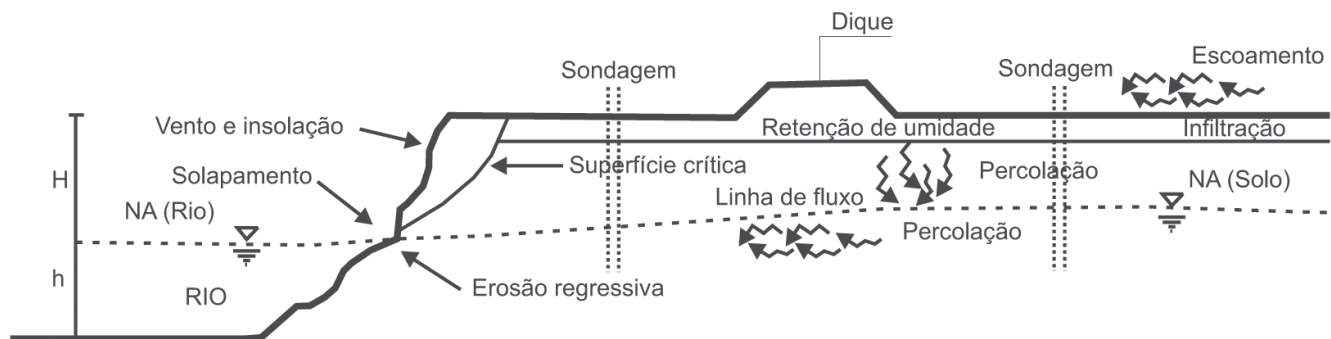 Dique
Escoamento
Sondagem
Sondagem
Vento e insolação
Retenção de umidade
Infiltração
H
Solapamento
Superfície crítica
Percolação
NA (Rio)
Linha de fluxo
NA (Solo)
Percolação
h
RIO
Erosão regressiva